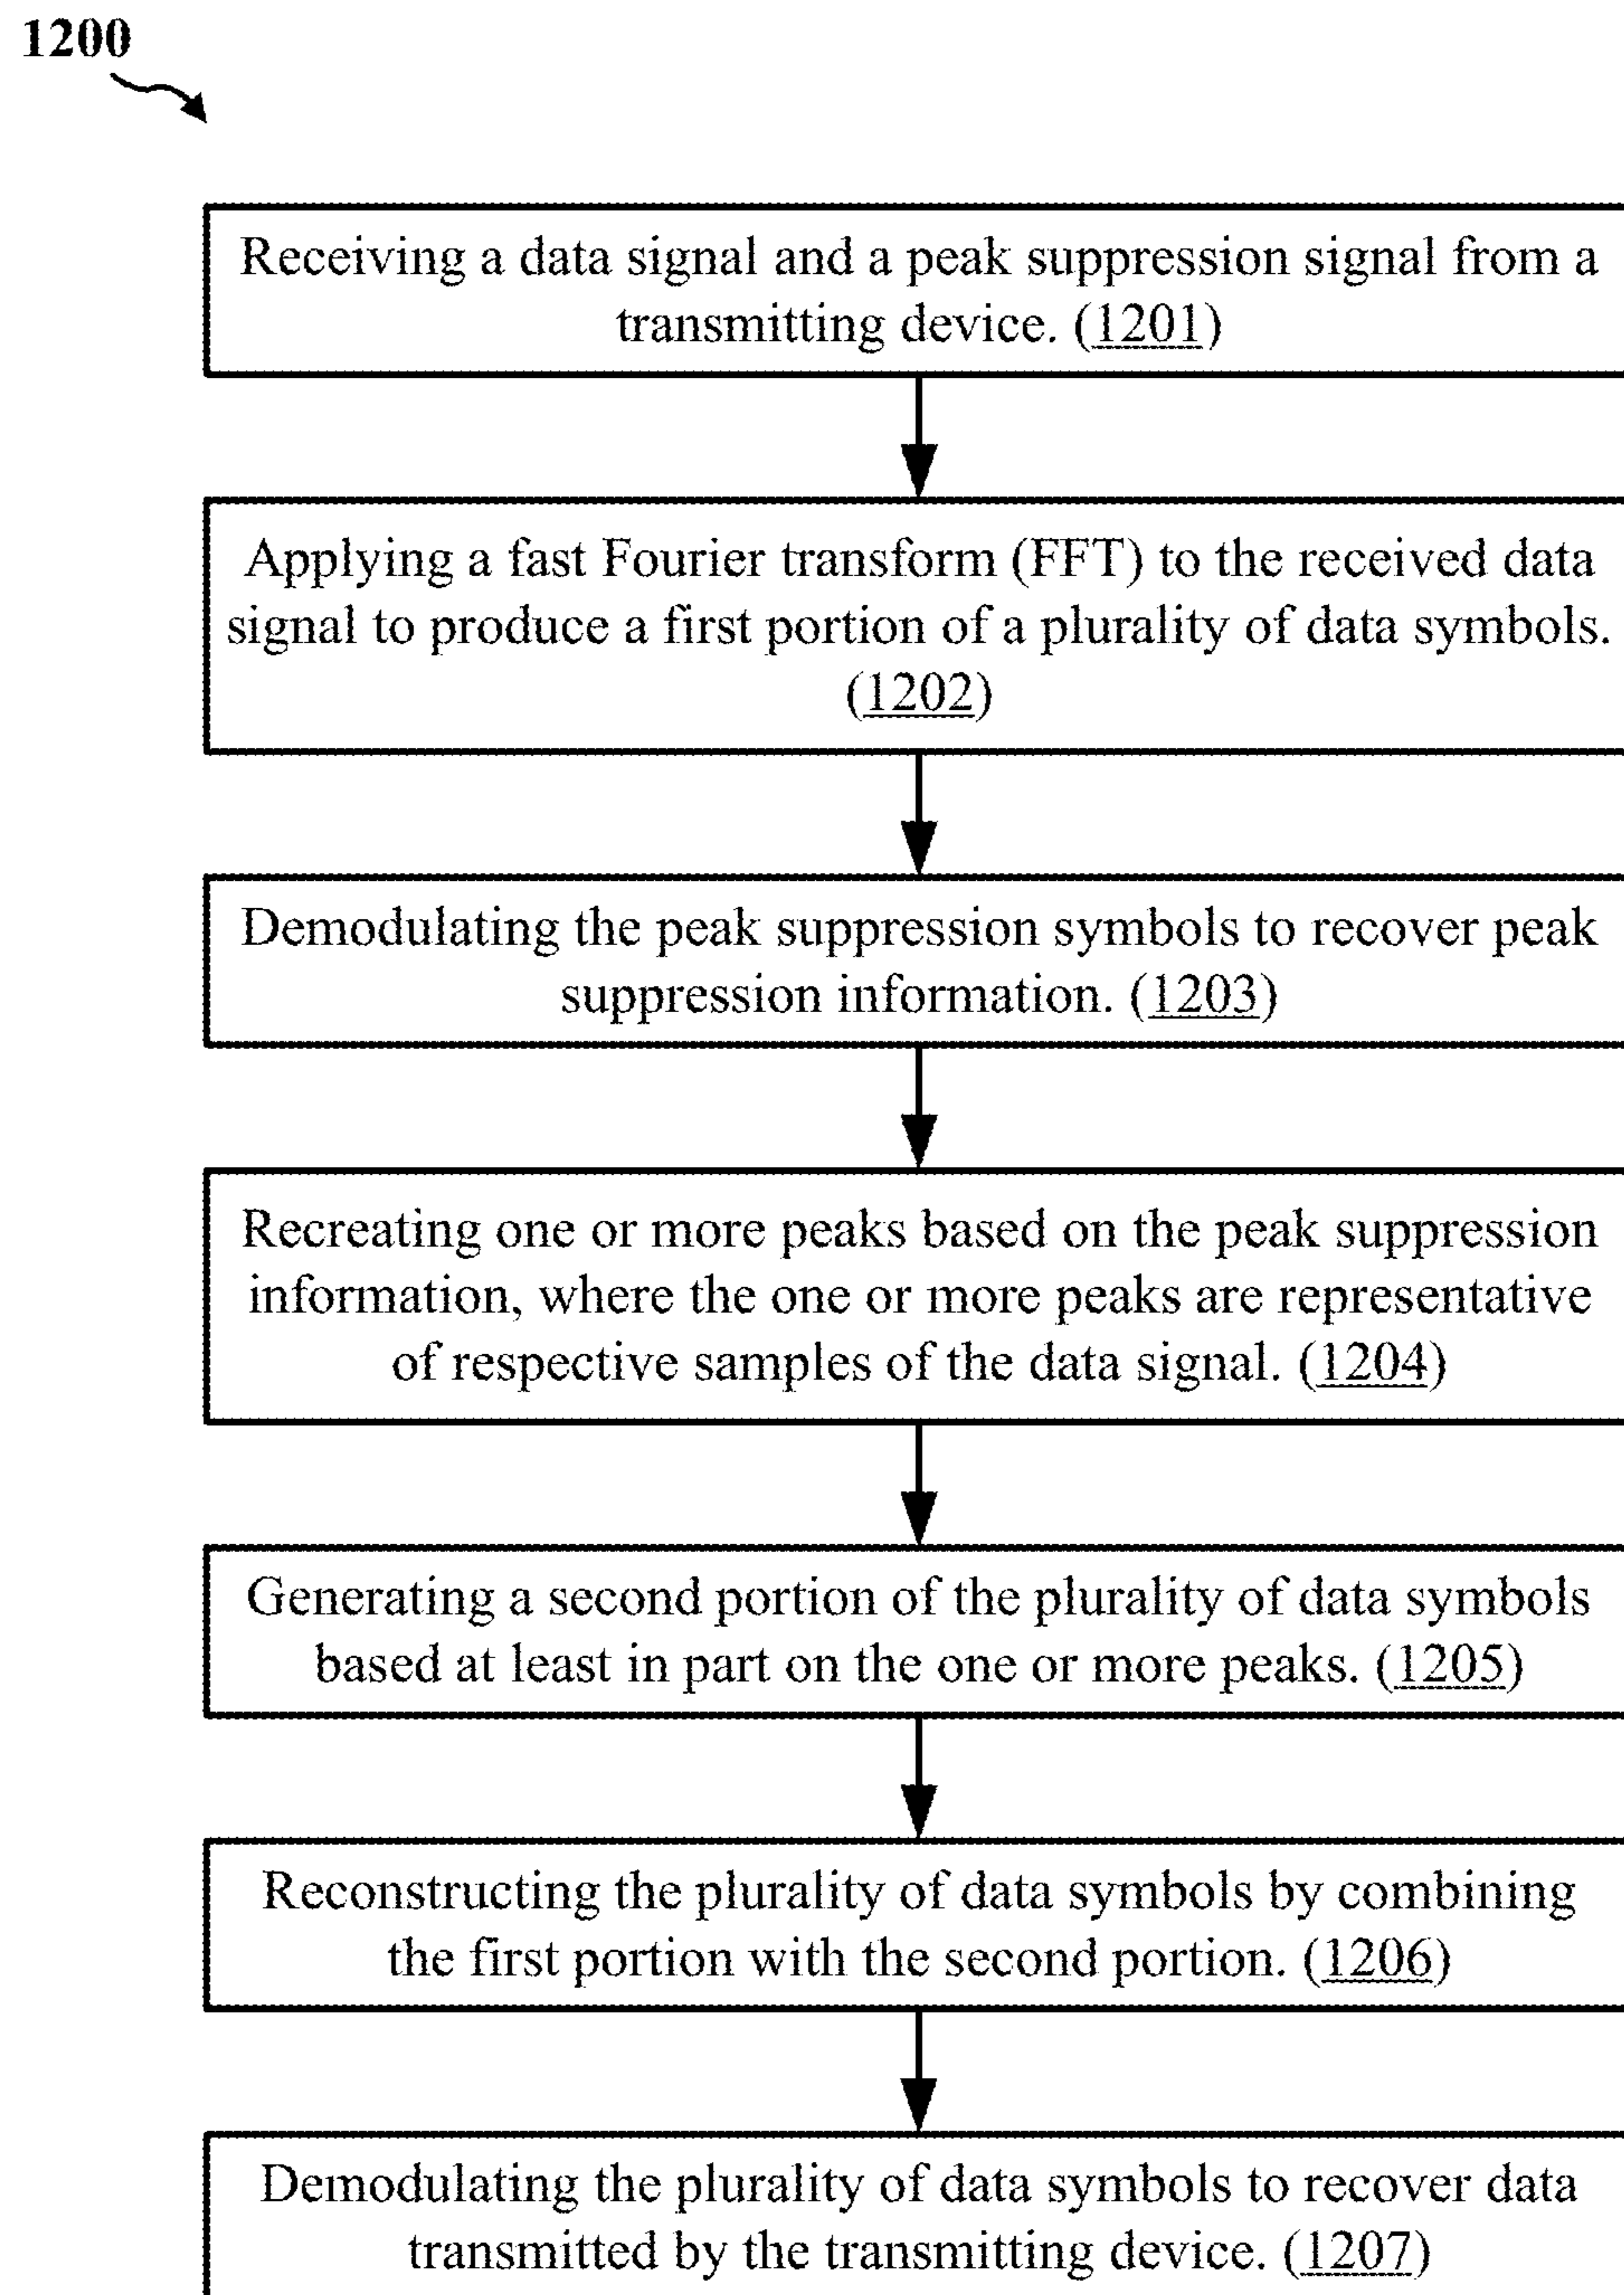 1200
Receiving a data signal and a peak suppression signal from a
transmitting device. (1201)
Applying a fast Fourier transform (FFT) to the received data
signal to produce a first portion of a plurality of data symbols.
(1202)
Demodulating the peak suppression symbols to recover peak
suppression information. (1203)
Recreating one or more peaks based on the peak suppression
information, where the one or more peaks are representative
of respective samples of the data signal. (1204)
Generating a second portion of the plurality of data symbols
based at least in part on the one or more peaks. (1205)
Reconstructing the plurality of data symbols by combining
the first portion with the second portion. (1206)
Demodulating the plurality of data symbols to recover data
transmitted by the transmitting device. (1207)